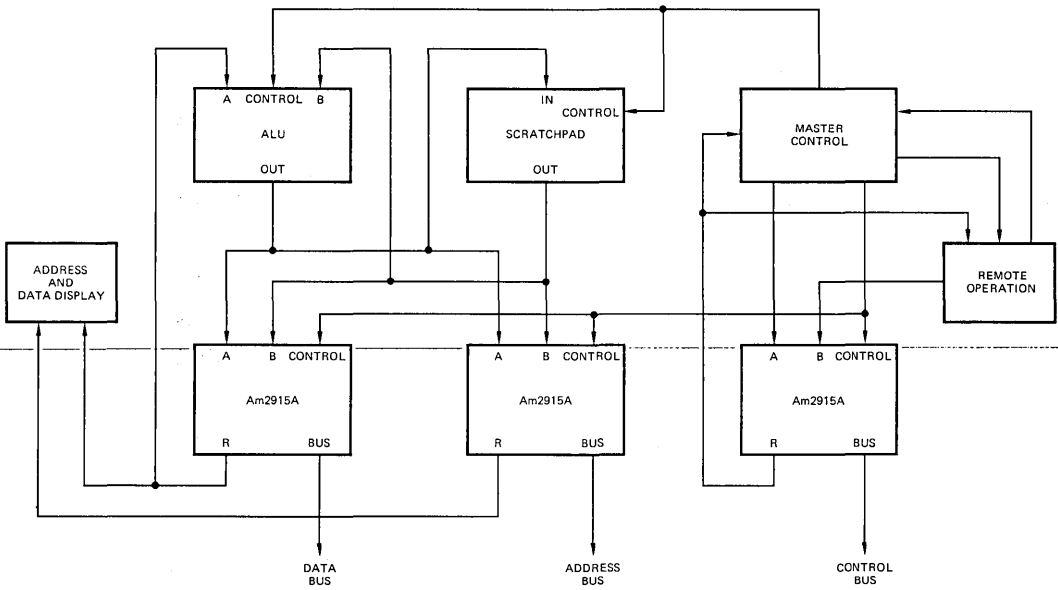 A CONTROL B
ALU
OUT
IN
CONTROL
SCRATCHPAD
OUT
MASTER
CONTROL
ADDRESS
AND
DATA DISPLAY
REMOTE
OPERATION
A B CONTROL
Am2915A
R BUS
A B CONTROL
Am2915A
R BUS
A B CONTROL
Am2915A
R BUS
DATA
BUS
ADDRESS
BUS
CONTROL
BUS